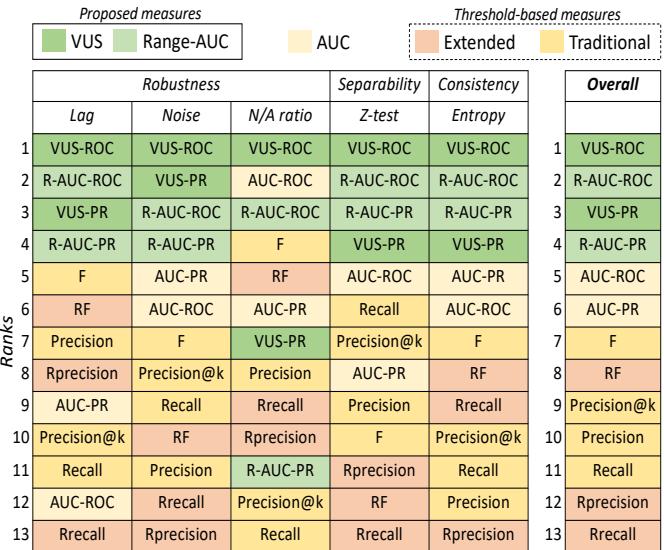 Proposed measures Threshold-based measures
VUS Range-AUC AUC Extended Traditional
Robustness Separability Consistency Overall
Lag Noise N/A ratio Z-test Entropy
Ranks
1 VUS-ROC VUS-ROC VUS-ROC VUS-ROC VUS-ROC 1 VUS-ROC
2 R-AUC-ROC VUS-PR AUC-ROC R-AUC-ROC R-AUC-ROC 2 R-AUC-ROC
3 VUS-PR R-AUC-ROC R-AUC-ROC R-AUC-PR R-AUC-PR 3 VUS-PR
4 R-AUC-PR R-AUC-PR F VUS-PR VUS-PR 4 R-AUC-PR
5 F AUC-PR RF AUC-ROC AUC-PR 5 AUC-ROC
6 RF AUC-ROC AUC-PR Recall AUC-ROC 6 AUC-PR
7 Precision F VUS-PR Precision@k F 7 F
8 Rprecision Precision@k Precision AUC-PR RF 8 RF
9 AUC-PR Recall Rrecall Precision Rrecall 9 Precision@k
10 Precision@k RF Rprecision F Precision@k 10 Precision
11 Recall Precision R-AUC-PR Rprecision Recall 11 Recall
12 AUC-ROC Rrecall Precision@k RF Precision 12 Rprecision
13 Rrecall Rprecision Recall Rrecall Rprecision 13 Rrecall